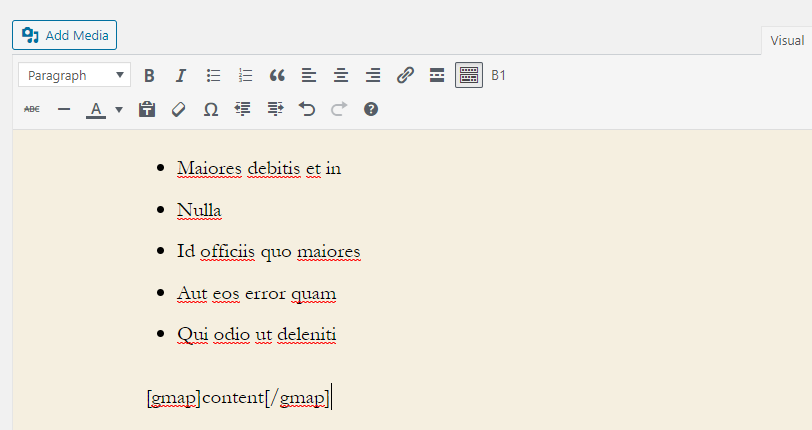 Add Media
Visual
Paragraph B I B1
ABC A
Maiores debitis et in
Nulla
Id officiis quo maiores
Aut eos error quam
Qui odio ut deleniti
[gmap]content[/gmap]